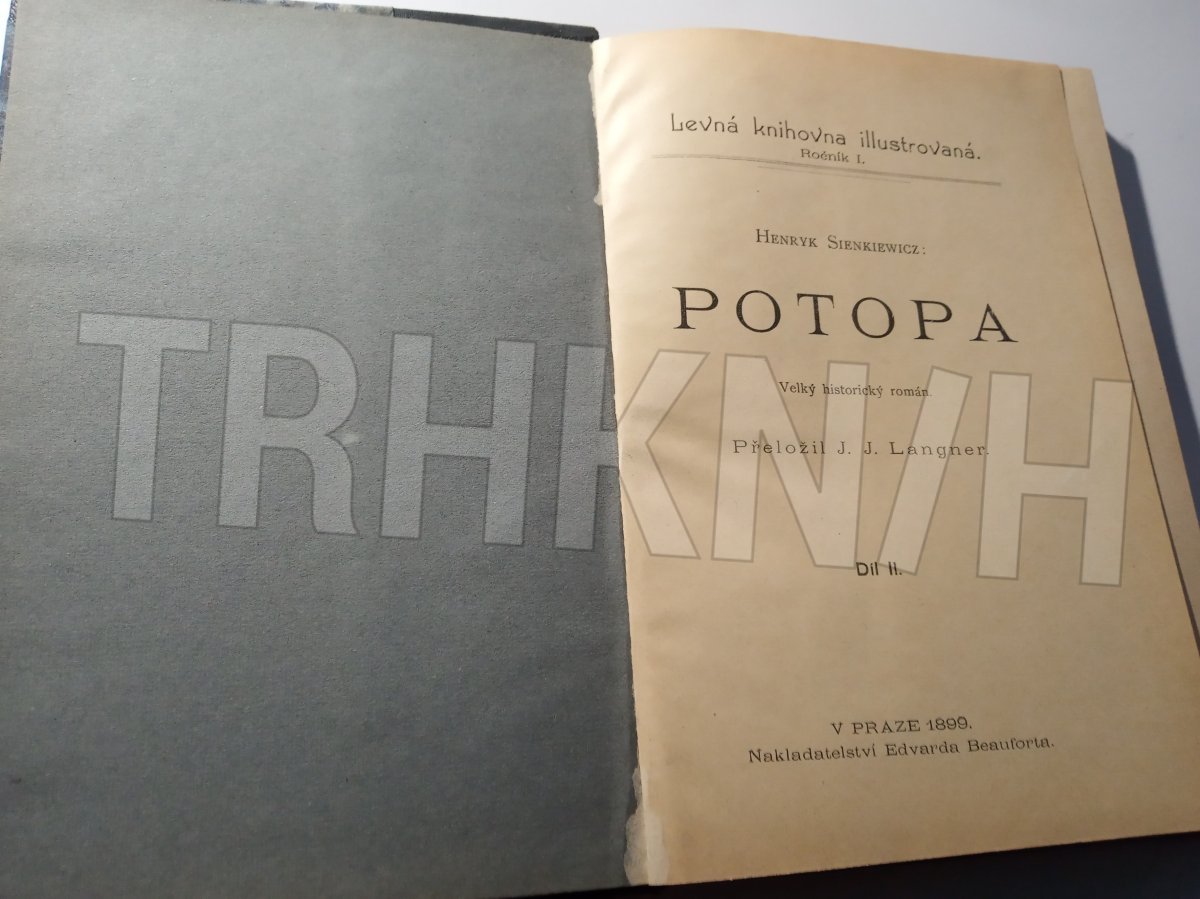 Levná knihovna illustrovaná.
Ročník I.
Henryk Sienkiewicz:
POTOPA
Velký historický román.
Přeložil J. J. Langner.
Díl II.
V PRAZE 1899.
Nakladatelství Edvarda Beauforta.
TRHKN/H